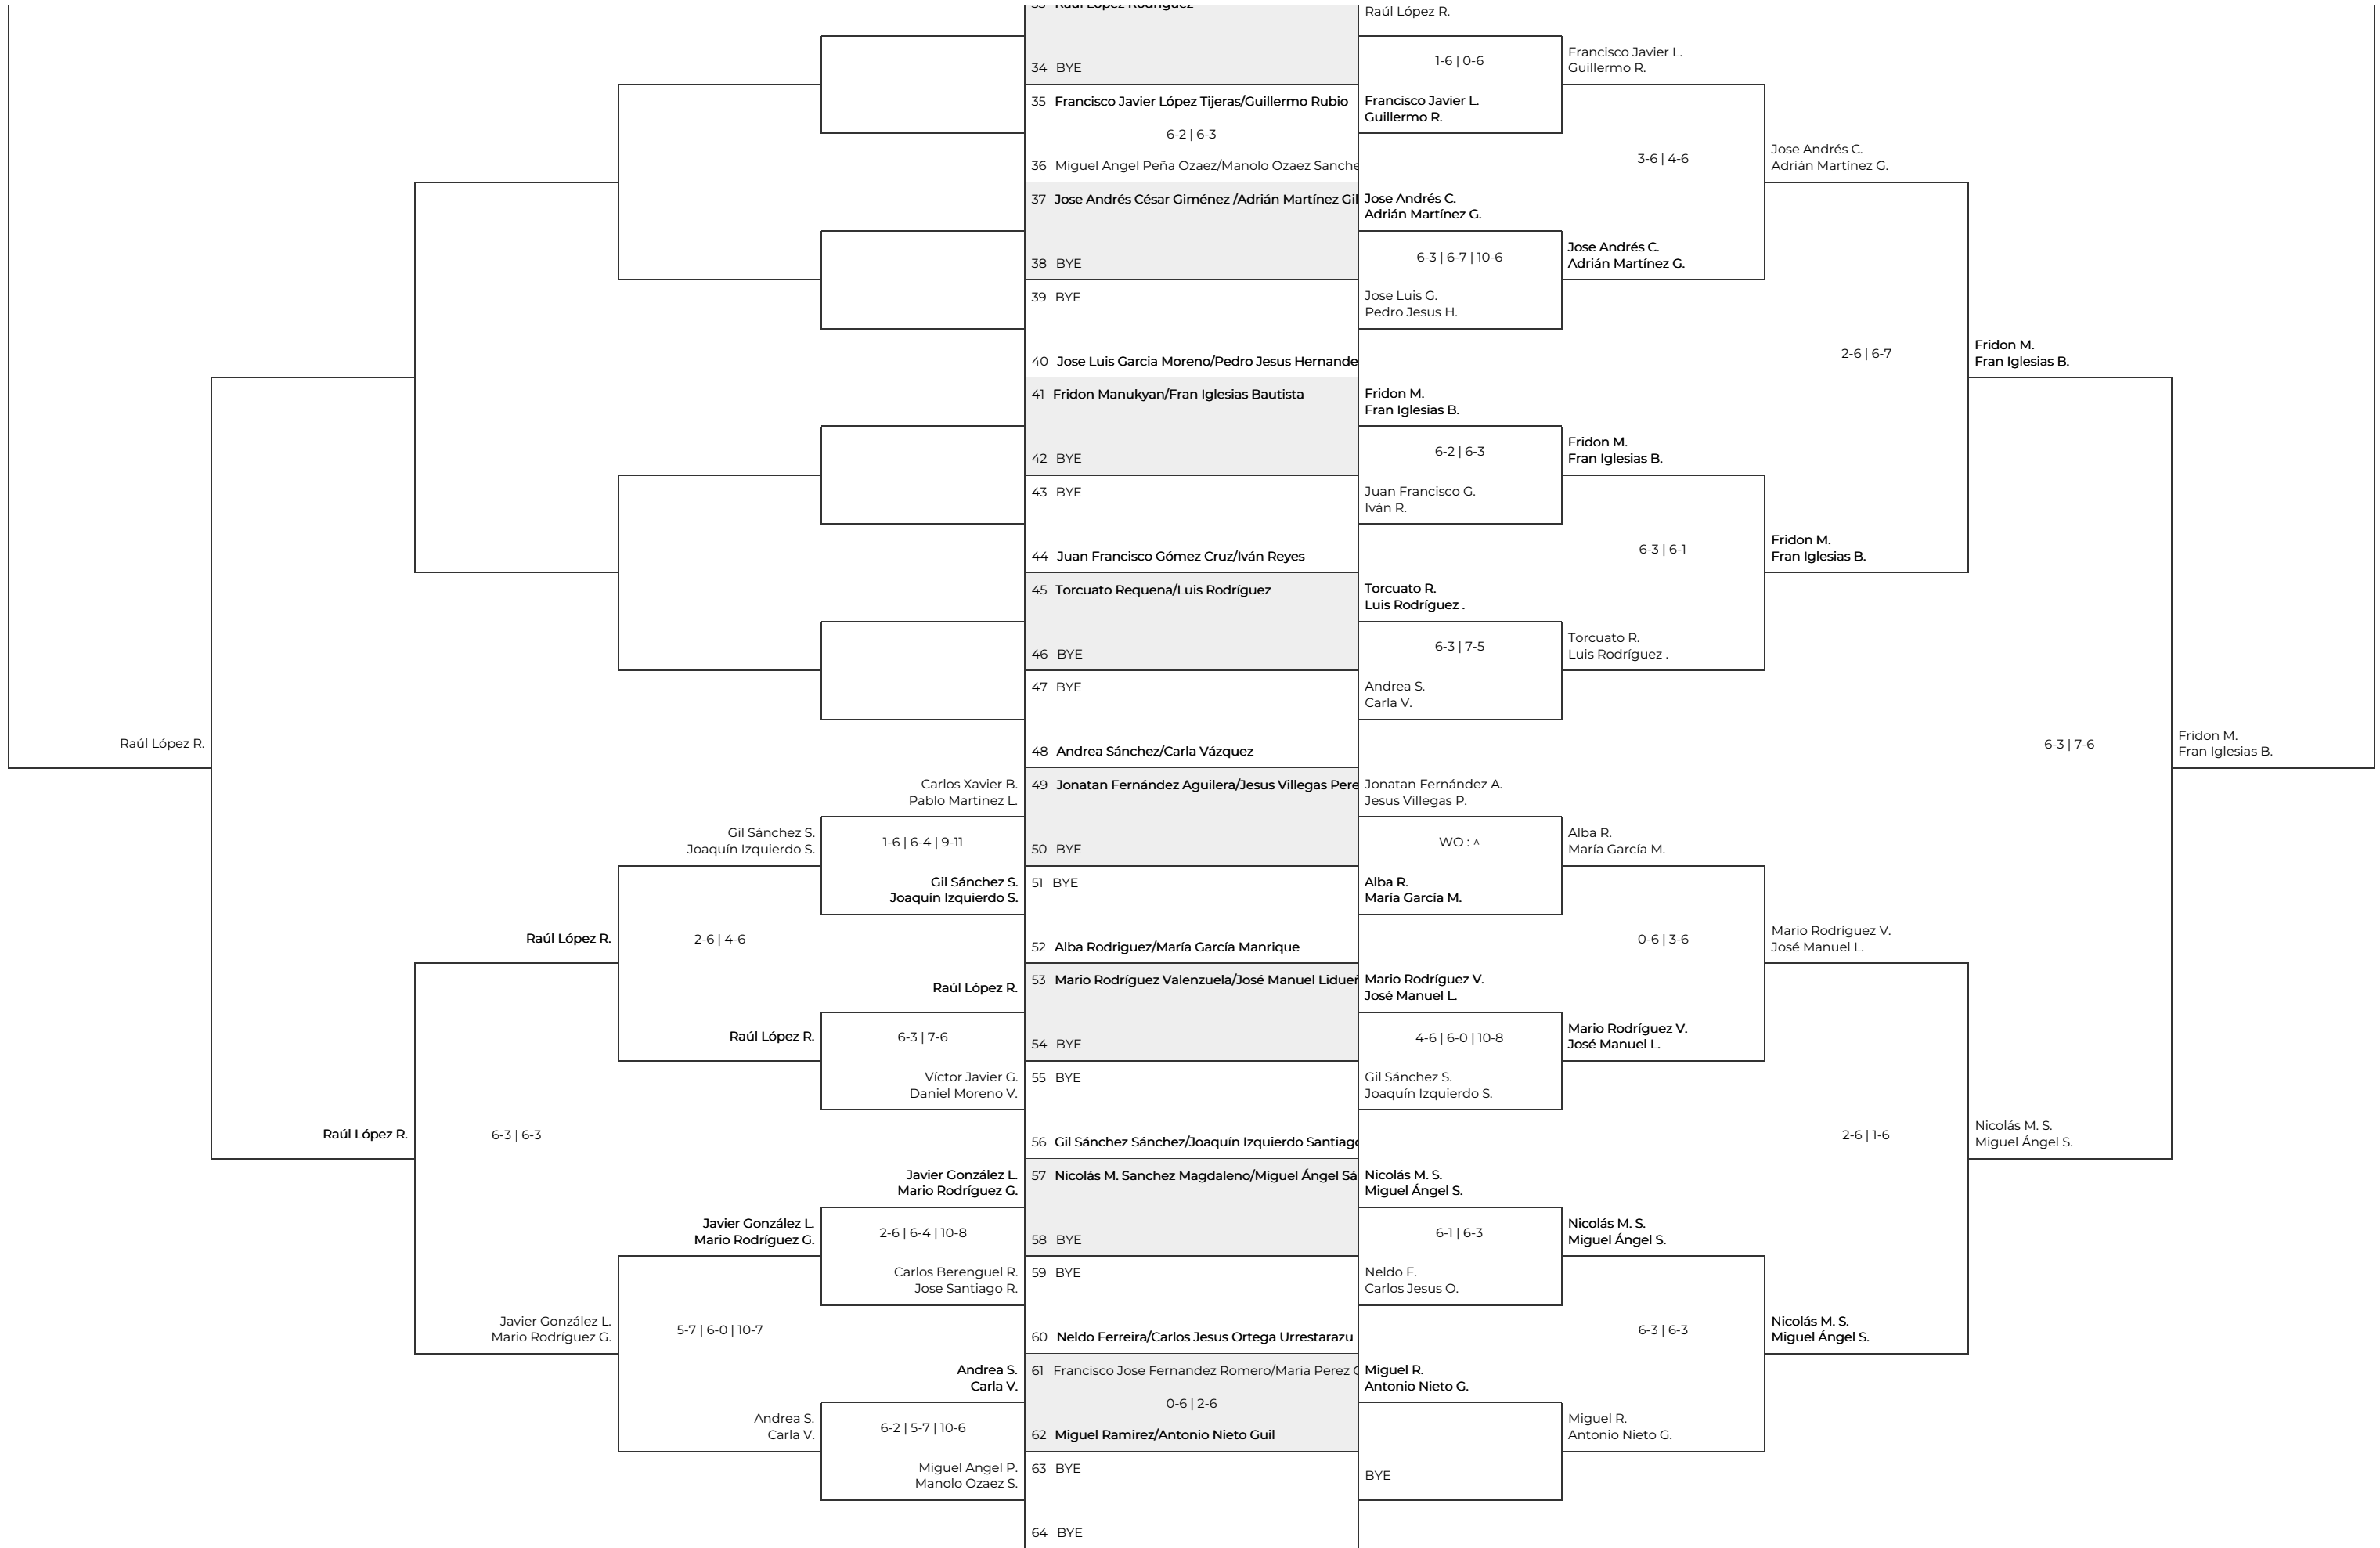 33 Raúl López Rodríguez
Raúl López R.
34 BYE
1-6 | 0-6
Francisco Javier L.
Guillermo R.
35 Francisco Javier López Tijeras/Guillermo Rubio
Francisco Javier L.
Guillermo R.
6-2 | 6-3
36 Miguel Angel Peña Ozaez/Manolo Ozaez Sanche
3-6 | 4-6
Jose Andrés C.
Adrián Martínez G.
37 Jose Andrés César Giménez /Adrián Martínez Gil
Jose Andrés C.
Adrián Martínez G.
38 BYE
6-3 | 6-7 | 10-6
Jose Andrés C.
Adrián Martínez G.
39 BYE
Jose Luis G.
Pedro Jesus H.
40 Jose Luis Garcia Moreno/Pedro Jesus Hernande
2-6 | 6-7
Fridon M.
Fran Iglesias B.
41 Fridon Manukyan/Fran Iglesias Bautista
Fridon M.
Fran Iglesias B.
42 BYE
6-2 | 6-3
Fridon M.
Fran Iglesias B.
43 BYE
Juan Francisco G.
Iván R.
44 Juan Francisco Gómez Cruz/Iván Reyes
6-3 | 6-1
Fridon M.
Fran Iglesias B.
45 Torcuato Requena/Luis Rodríguez
Torcuato R.
Luis Rodríguez .
46 BYE
6-3 | 7-5
Torcuato R.
Luis Rodríguez .
47 BYE
Andrea S.
Carla V.
Raúl López R.
48 Andrea Sánchez/Carla Vázquez
6-3 | 7-6
Fridon M.
Fran Iglesias B.
Carlos Xavier B.
Pablo Martinez L.
49 Jonatan Fernández Aguilera/Jesus Villegas Pere
Jonatan Fernández A.
Jesus Villegas P.
Gil Sánchez S.
Joaquín Izquierdo S.
1-6 | 6-4 | 9-11
50 BYE
WO : ^
Alba R.
María García M.
Gil Sánchez S.
Joaquín Izquierdo S.
51 BYE
Alba R.
María García M.
Raúl López R.
2-6 | 4-6
52 Alba Rodriguez/María García Manrique
0-6 | 3-6
Mario Rodríguez V.
José Manuel L.
Raúl López R.
53 Mario Rodríguez Valenzuela/José Manuel Lidueñ
Mario Rodríguez V.
José Manuel L.
Raúl López R.
6-3 | 7-6
54 BYE
4-6 | 6-0 | 10-8
Mario Rodríguez V.
José Manuel L.
Víctor Javier G.
Daniel Moreno V.
55 BYE
Gil Sánchez S.
Joaquín Izquierdo S.
Raúl López R.
6-3 | 6-3
56 Gil Sánchez Sánchez/Joaquín Izquierdo Santiago
2-6 | 1-6
Nicolás M. S.
Miguel Ángel S.
Javier González L.
Mario Rodríguez G.
57 Nicolás M. Sanchez Magdaleno/Miguel Ángel Sá
Nicolás M. S.
Miguel Ángel S.
Javier González L.
Mario Rodríguez G.
2-6 | 6-4 | 10-8
58 BYE
6-1 | 6-3
Nicolás M. S.
Miguel Ángel S.
Carlos Berenguel R.
Jose Santiago R.
59 BYE
Neldo F.
Carlos Jesus O.
Javier González L.
Mario Rodríguez G.
5-7 | 6-0 | 10-7
60 Neldo Ferreira/Carlos Jesus Ortega Urrestarazu
6-3 | 6-3
Nicolás M. S.
Miguel Ángel S.
Andrea S.
Carla V.
61 Francisco Jose Fernandez Romero/Maria Perez
Miguel R.
Antonio Nieto G.
0-6 | 2-6
Andrea S.
Carla V.
6-2 | 5-7 | 10-6
62 Miguel Ramirez/Antonio Nieto Guil
Miguel R.
Antonio Nieto G.
Miguel Angel P.
Manolo Ozaez S.
63 BYE
BYE
64 BYE